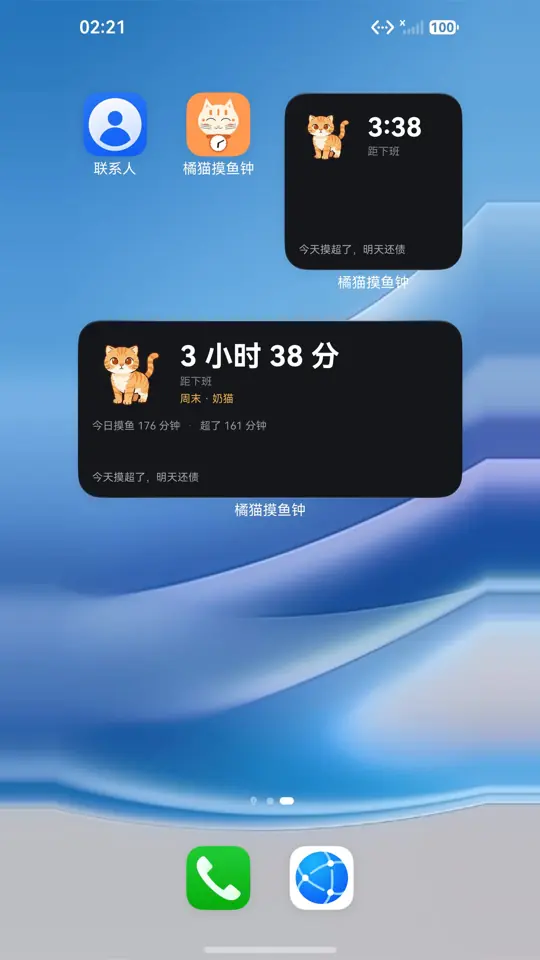 02:21
100
联系人
橘猫摸鱼钟
3:38
距下班
今天摸超了，明天还债
橘猫摸鱼钟
3 小时 38 分
距下班
周末 · 奶猫
今日摸鱼 176 分钟 · 超了 161 分钟
今天摸超了，明天还债
橘猫摸鱼钟